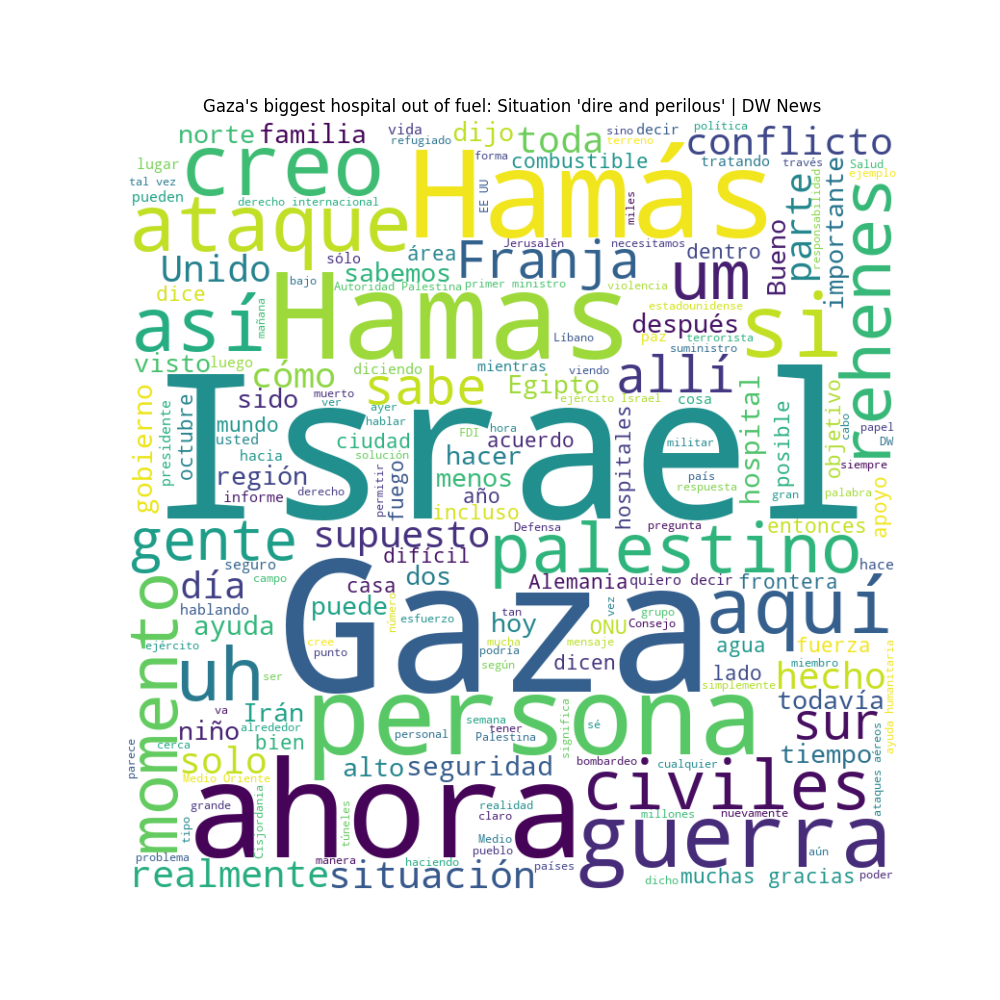 Gaza's biggest hospital out of fuel: Situation 'dire and perilous' | DW News
norte
familia
vida
refugiado
dijo
toda
sino
decir
terreno
política
conflicto
lugar
creo
forma
combustible
tratando
través
Salud
ejemplo
tal vez
pueden
derecho internacional
Hamás
EE UU
miles
parte
responsabilidad
importante
rehenes
ataque
Unido
sólo
área
Franja
Jerusalén
necesitamos
dentro
Bueno
dice
bajo
sabemos
Autoridad Palestina
primer ministro
violencia
um
estadounidense
así
mañana
Hamas
Líbano
después
paz
terrorista
suministro
si
visto
luego
cómo
diciendo
mientras
viendo
allí
sabe
Egipto
ejército Israel
cosa
gobierno
presidente
octubre
sido
muerto
ver
ayer
hablar
Israel
mundo
usted
hacia
ciudad
solución
FDI
hora
acuerdo
militar
hospitales
hospital
posible
objetivo
cabo
papel
DW
siempre
región
informe
derecho
permitir
fuego
hacer
menos
año
incluso
país
respuesta
gran
palabra
apoyo
gente
supuesto
Defensa
pregunta
entonces
difícil
palestino
hace
seguro
campo
día
casa
dos
Alemania
quiero decir
frontera
momento
hablando
ayuda
puede
número
esfuerzo
hoy
tan
vez
ONU
grupo
Consejo
aquí
ejército
cree
punto
Gaza
mucha
mensaje
podría
según
dicen
agua
fuerza
uh
ser
lado
simplemente
miembro
hecho
ayuda humanitaria
todavía
va
niño
Irán
alrededor
bien
persona
semana
personal
tener
Palestina
significa
sé
sur
tiempo
parece
cerca
solo
Medio Oriente
alto
seguridad
bombardeo
cualquier
ataques aéreos
civiles
grande
tipo
Cisjordania
ahora
túneles
realidad
claro
Medio
pueblo
millones
nuevamente
guerra
aún
problema
realmente
manera
situación
haciendo
países
dicho
muchas gracias
poder